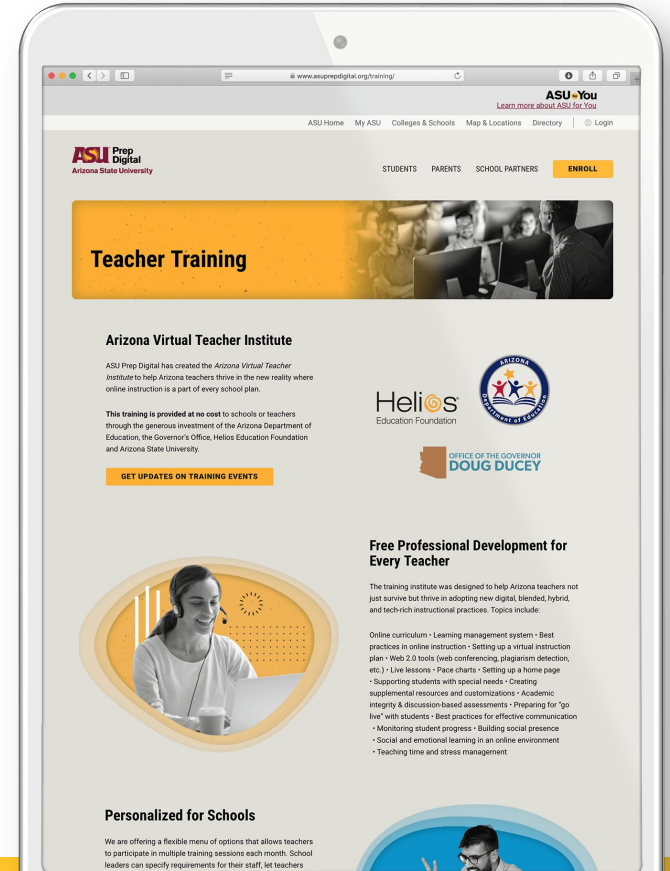 www.asuprepdigital.org/training/
ASU for You
Learn more about ASU for You
ASU Home My ASU Colleges & Schools Map & Locations Directory Login
ASU Prep
Digital
Arizona State University
STUDENTS PARENTS SCHOOL PARTNERS ENROLL
Teacher Training
Arizona Virtual Teacher Institute
ASU Prep Digital has created the Arizona Virtual Teacher
Institute to help Arizona teachers thrive in the new reality where
online instruction is a part of every school plan.
This training is provided at no cost to schools or teachers
through the generous investment of the Arizona Department of
Education, the Governor's Office, Helios Education Foundation
and Arizona State University.
GET UPDATES ON TRAINING EVENTS
Helios
Education Foundation
ARIZONA
Department of Education
OFFICE OF THE GOVERNOR
DOUG DUCEY
Free Professional Development for
Every Teacher
The training institute was designed to help Arizona teachers not
just survive but thrive in adopting new digital, blended, hybrid,
and tech-rich instructional practices. Topics include:
Online curriculum • Learning management system • Best
practices in online instruction • Setting up a virtual instruction
plan • Web 2.0 tools (web conferencing, plagiarism detection,
etc.) • Live lessons • Pace charts • Setting up a home page
• Supporting students with special needs • Creating
supplemental resources and customizations • Academic
integrity & discussion-based assessments • Preparing for "go
live" with students • Best practices for effective communication
• Monitoring student progress • Building social presence
• Social and emotional learning in an online environment
• Teaching time and stress management
Personalized for Schools
We are offering a flexible menu of options that allows teachers
to participate in multiple training sessions each month. School
leaders can specify requirements for their staff, let teachers